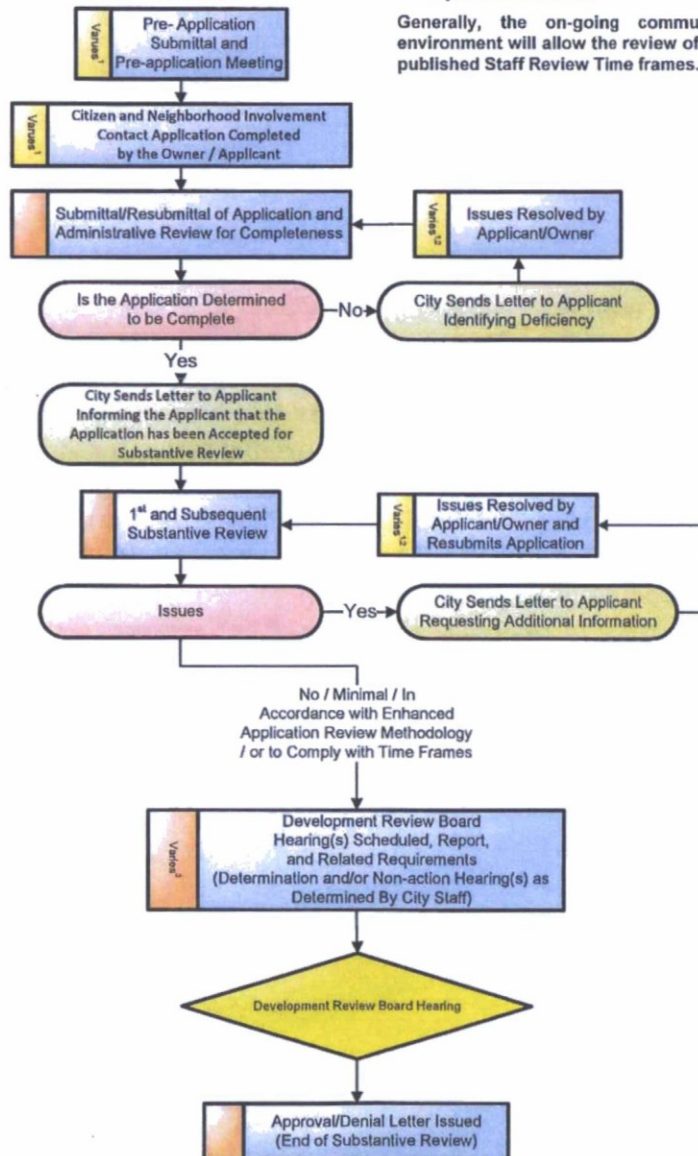 Generally, the on-going commu
environment will allow the review of
published Staff Review Time frames.
Varues¹
Pre- Application
Submittal and
Pre-application Meeting
Varues¹
Citizen and Neighborhood Involvement
Contact Application Completed
by the Owner / Applicant
Submittal/Resubmittal of Application and
Administrative Review for Completeness
Varies¹,²
Issues Resolved by
Applicant/Owner
Is the Application Determined
to be Complete
No
City Sends Letter to Applicant
Identifying Deficiency
Yes
City Sends Letter to Applicant
Informing the Applicant that the
Application has been Accepted for
Substantive Review
1st and Subsequent
Substantive Review
Varies¹,²
Issues Resolved by
Applicant/Owner and
Resubmits Application
Issues
Yes
City Sends Letter to Applicant
Requesting Additional Information
No / Minimal / In
Accordance with Enhanced
Application Review Methodology
/ or to Comply with Time Frames
Varies³
Development Review Board
Hearing(s) Scheduled, Report,
and Related Requirements
(Determination and/or Non-action Hearing(s) as
Determined By City Staff)
Development Review Board Hearing
Approval/Denial Letter Issued
(End of Substantive Review)